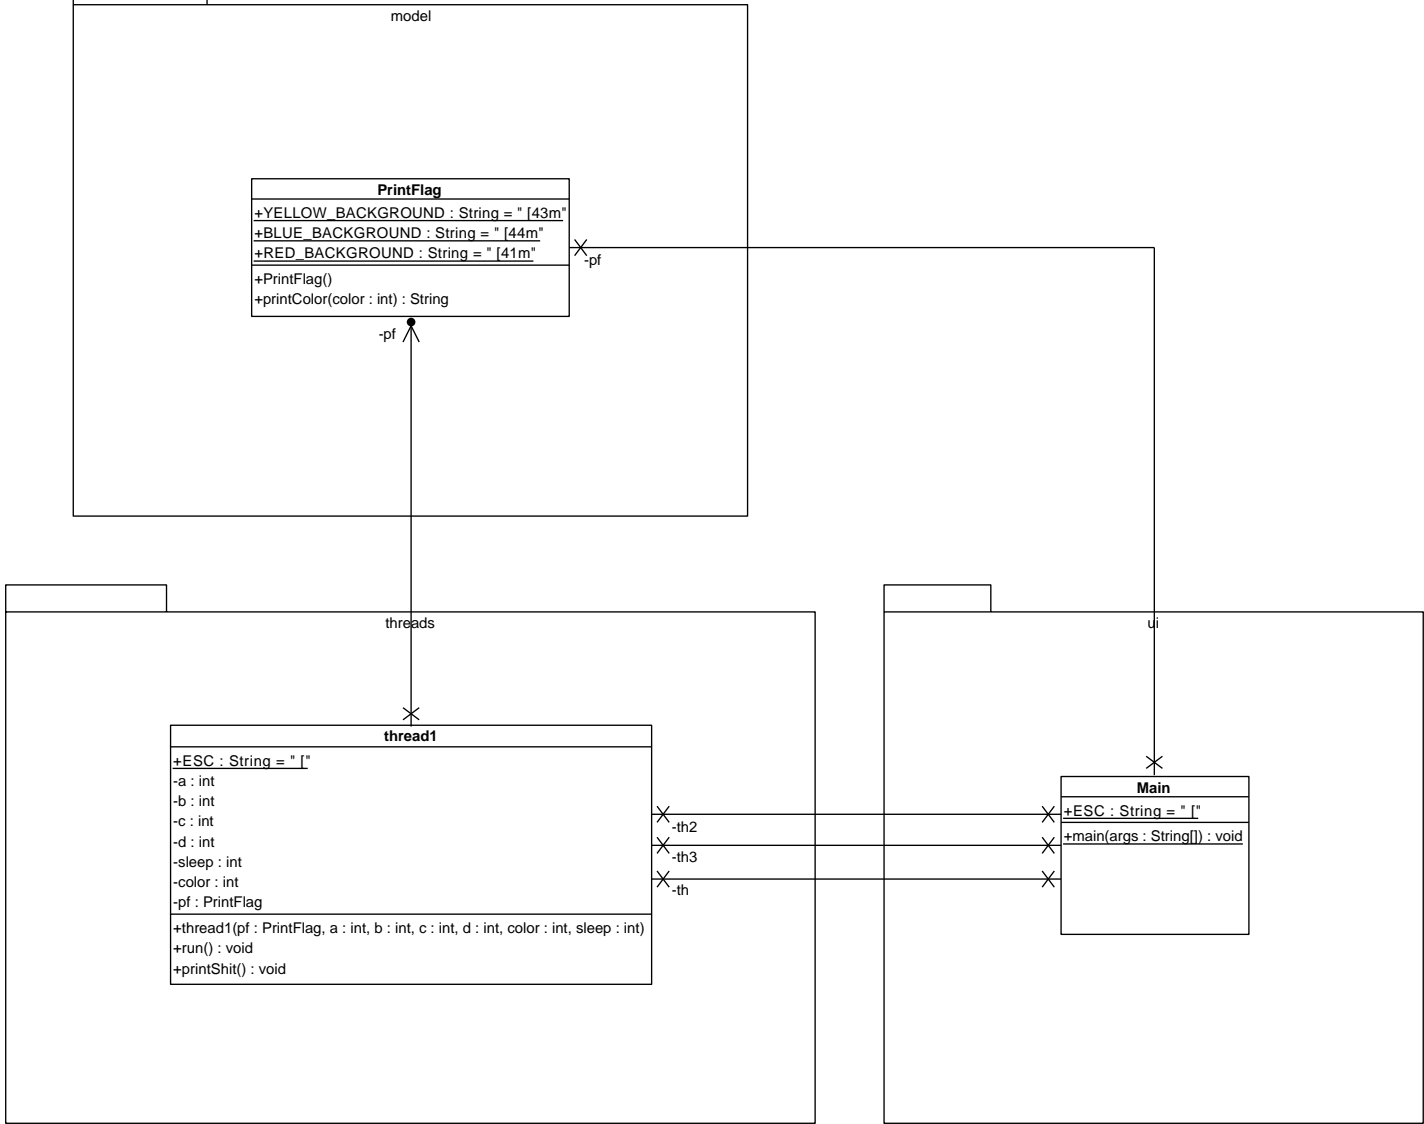 model
PrintFlag
+YELLOW_BACKGROUND : String = " [43m"
+BLUE_BACKGROUND : String = " [44m"
+RED_BACKGROUND : String = " [41m"
+PrintFlag()
+printColor(color : int) : String
-pf
-pf
threads
thread1
+ESC : String = " ["
-a : int
-b : int
-c : int
-d : int
-sleep : int
-color : int
-pf : PrintFlag
+thread1(pf : PrintFlag, a : int, b : int, c : int, d : int, color : int, sleep : int)
+run() : void
+printShit() : void
-th2
-th3
-th
ui
Main
+ESC : String = " ["
+main(args : String[]) : void